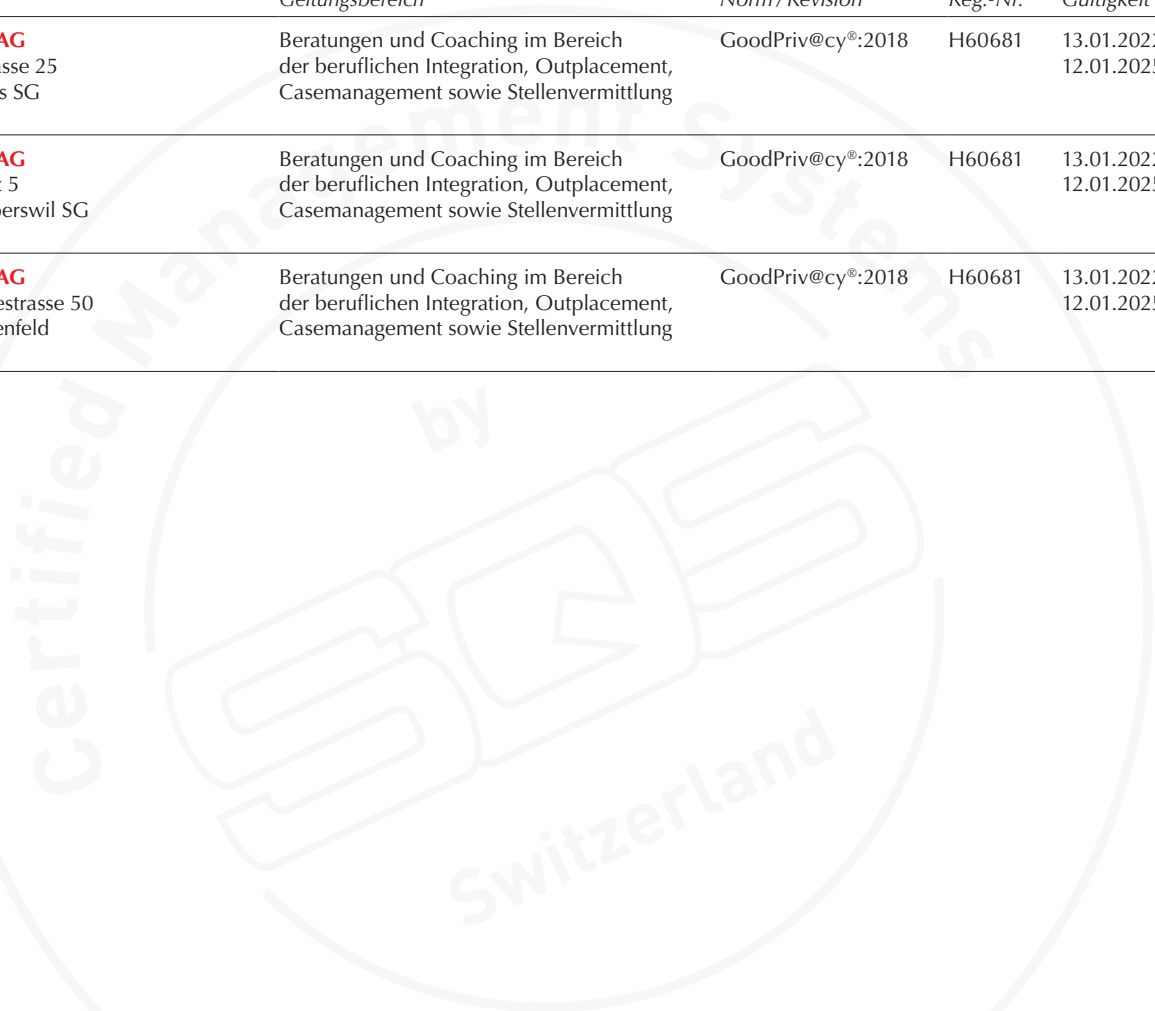 Geltungsbereich Norm / Revision Reg.-Nr. Gültigkeit
AG Beratungen und Coaching im Bereich GoodPriv@cy®:2018 H60681 13.01.2022
asse 25 der beruflichen Integration, Outplacement, 12.01.2025
s SG Casemanagement sowie Stellenvermittlung
AG Beratungen und Coaching im Bereich GoodPriv@cy®:2018 H60681 13.01.2022
5 der beruflichen Integration, Outplacement, 12.01.2025
perswil SG Casemanagement sowie Stellenvermittlung
AG Beratungen und Coaching im Bereich GoodPriv@cy®:2018 H60681 13.01.2022
estrasse 50 der beruflichen Integration, Outplacement, 12.01.2025
enfeld Casemanagement sowie Stellenvermittlung
Certified Management Systems
by
SQS
Switzerland